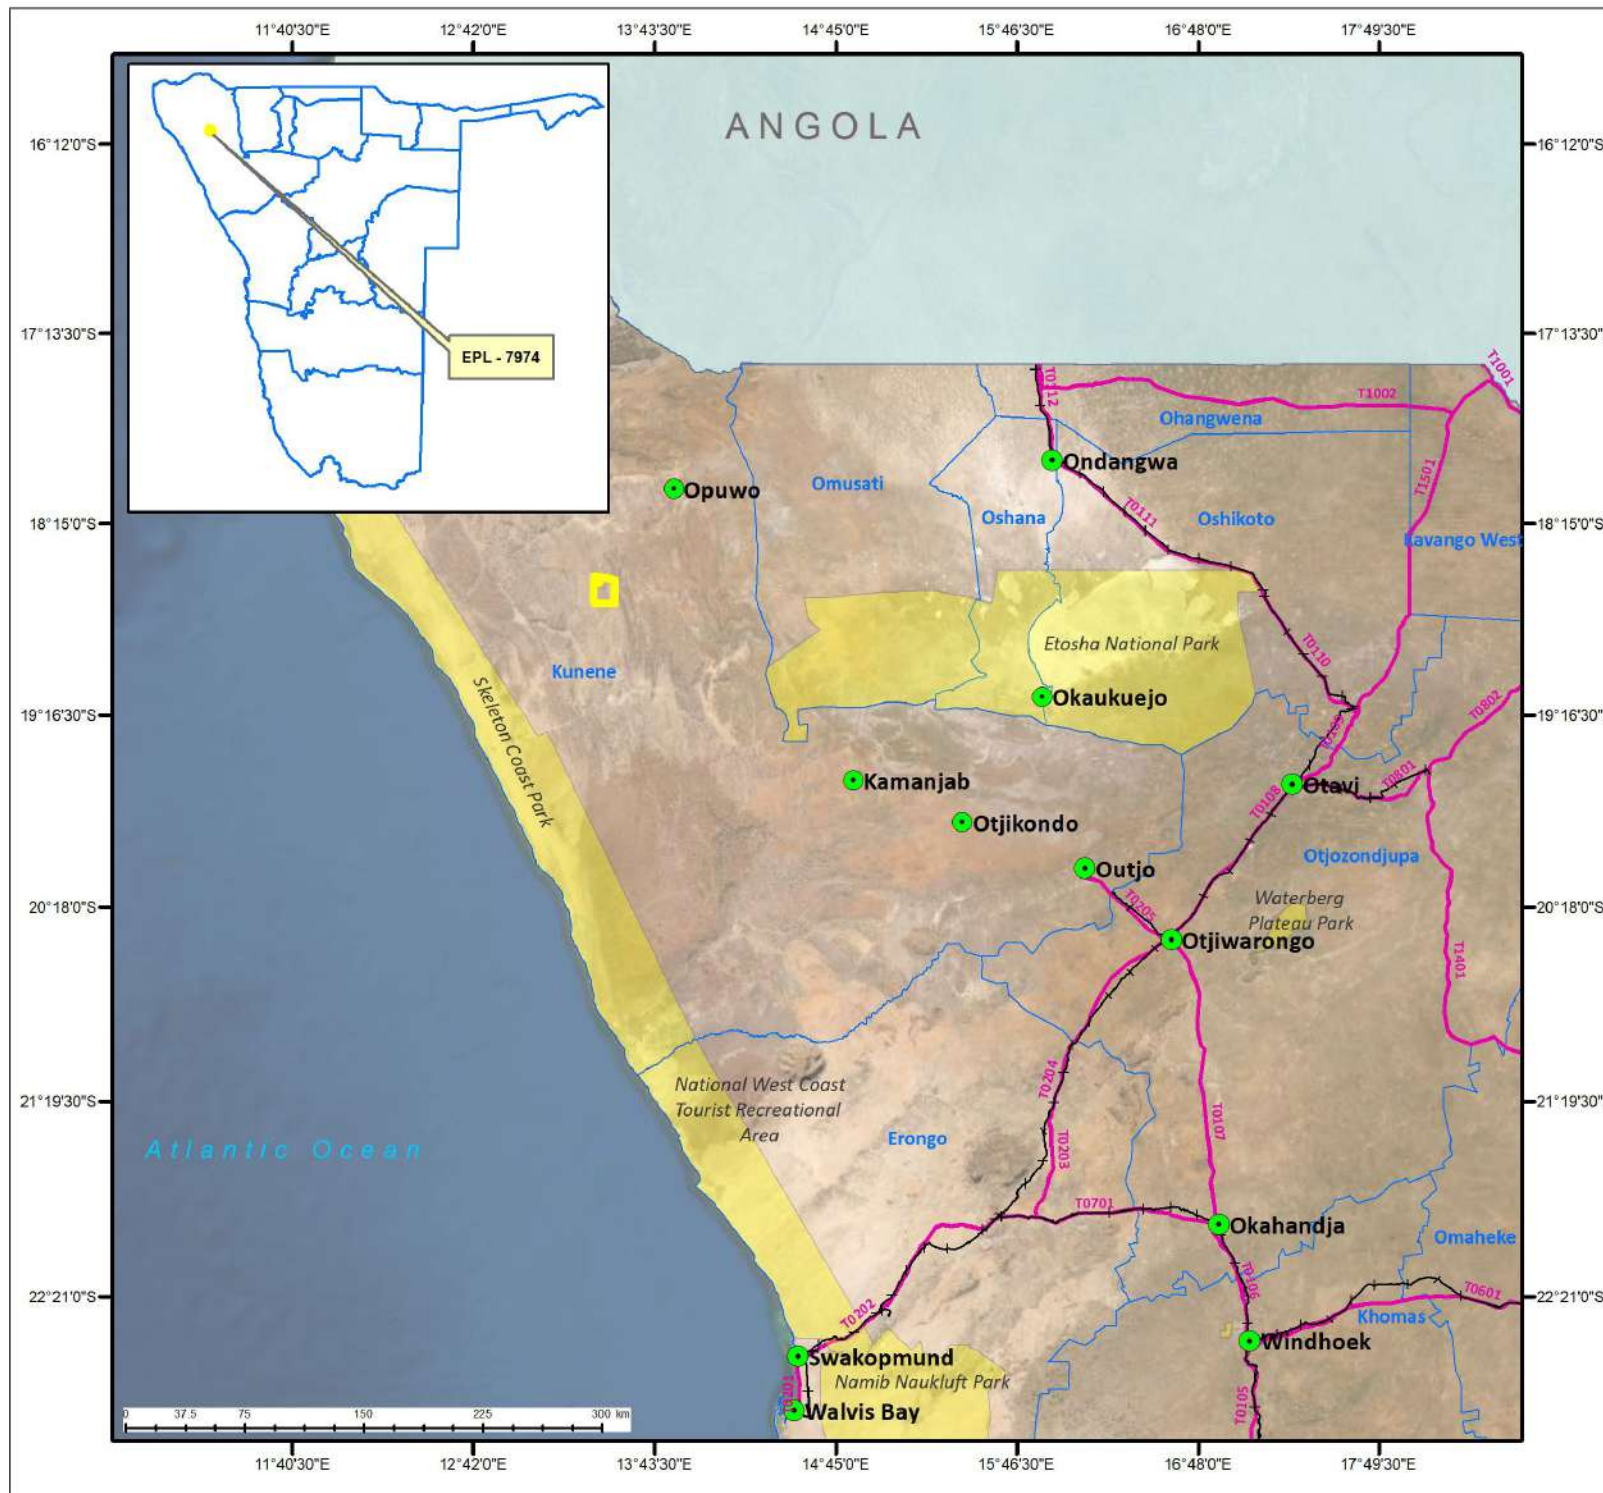 11°40'30"E 12°42'0"E 13°43'30"E 14°45'0"E 15°46'30"E 16°48'0"E 17°49'30"E
ANGOLA
16°12'0"S 16°12'0"S
17°13'30"S 17°13'30"S
EPL - 7974
T1001
T0112
T1002
Ohangwena
Ondangwa
T1501
Opuwo
Omusati
T0111
Oshana
Oshikoto
18°15'0"S 18°15'0"S
Kavango West
Etosha National Park
T0110
Kunene
Okaukuejo
T0802
19°16'30"S 19°16'30"S
Skeleton Coast Park
T0109
Kamanjab
T0801
Otavi
T0108
Otjikondo
Otjozondjupa
Outjo
Waterberg
Plateau Park
20°18'0"S 20°18'0"S
T0205
Otjiwarongo
T1401
T0204
National West Coast
Tourist Recreational
Area
21°19'30"S 21°19'30"S
T0107
Atlantic Ocean
Erongo
T0203
T0701
Okahandja
Omaheke
T0106
T0601
22°21'0"S 22°21'0"S
T0202
Khomas
Windhoek
Swakopmund
Namib Naukluft Park
T0201
Walvis Bay
T0105
0 37.5 75 150 225 300 km
11°40'30"E 12°42'0"E 13°43'30"E 14°45'0"E 15°46'30"E 16°48'0"E 17°49'30"E